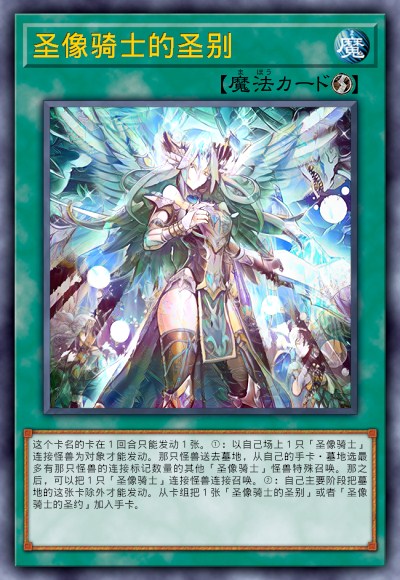 圣像骑士的圣别
魔
【魔法カード】
まほう
这个卡名的卡在1回合只能发动1张。①：以自己场上1只「圣像骑士」
连接怪兽为对象才能发动。那只怪兽送去墓地，从自己的手卡·墓地选最
多有那只怪兽的连接标记数量的其他「圣像骑士」怪兽特殊召唤。那之
后，可以把1只「圣像骑士」连接怪兽连接召唤。②：自己主要阶段把墓
地的这张卡除外才能发动。从卡组把1张「圣像骑士的圣别」或者「圣像
骑士的圣约」加入手卡。